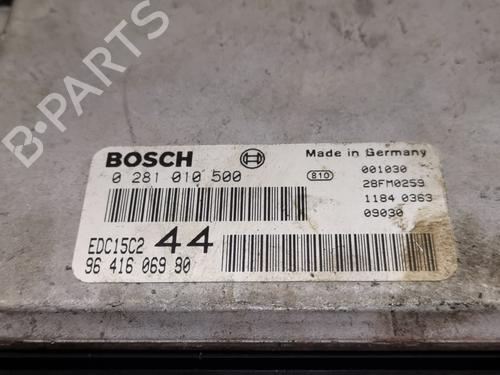 B-PARTS
BOSCH
Made in Germany
0 281 010 500
810
001030
28FM0259
1184 0363
09030
EDC15C2 44
96 416 069 90